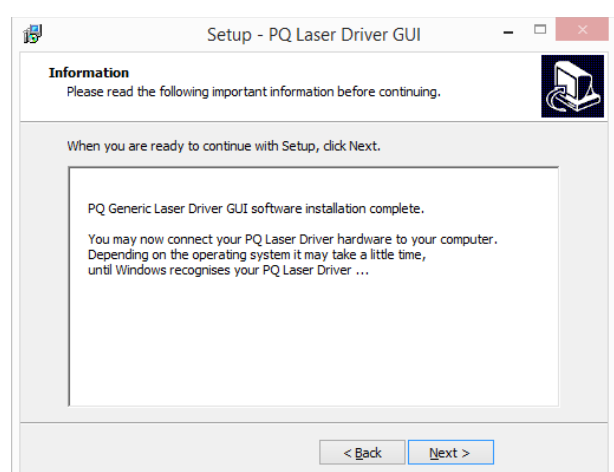 Setup - PQ Laser Driver GUI
Information
Please read the following important information before continuing.
When you are ready to continue with Setup, click Next.
PQ Generic Laser Driver GUI software installation complete.
You may now connect your PQ Laser Driver hardware to your computer.
Depending on the operating system it may take a little time,
until Windows recognises your PQ Laser Driver ...
< Back Next >